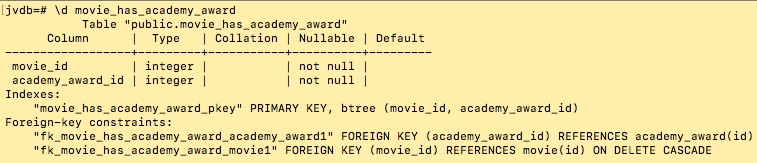 [jvdb=# \d movie_has_academy_award
         Table "public.movie_has_academy_award"
      Column      |  Type   | Collation | Nullable | Default
------------------+---------+-----------+----------+---------
 movie_id         | integer |           | not null |
 academy_award_id | integer |           | not null |
Indexes:
    "movie_has_academy_award_pkey" PRIMARY KEY, btree (movie_id, academy_award_id)
Foreign-key constraints:
    "fk_movie_has_academy_award_academy_award1" FOREIGN KEY (academy_award_id) REFERENCES academy_award(id)
    "fk_movie_has_academy_award_movie1" FOREIGN KEY (movie_id) REFERENCES movie(id) ON DELETE CASCADE